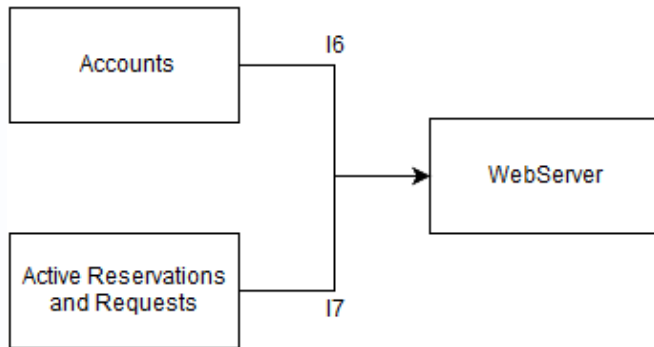 I6
Accounts
WebServer
Active Reservations
and Requests
I7